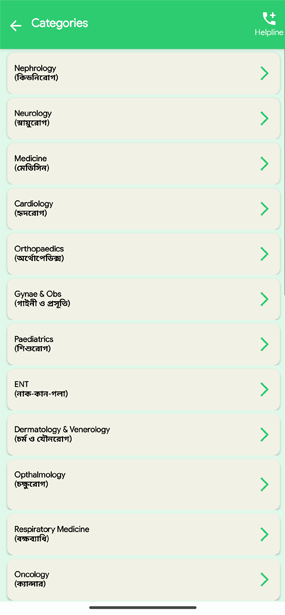 Categories
Helpline
Nephrology
(কিডনিরোগ)
Neurology
(স্নায়ুরোগ)
Medicine
(মেডিসিন)
Cardiology
(হৃদরোগ)
Orthopaedics
(অর্থোপেডিক্স)
Gynae & Obs
(গাইনী ও প্রসূতি)
Paediatrics
(শিশুরোগ)
ENT
(নাক-কান-গলা)
Dermatology & Venerology
(চর্ম ও যৌনরোগ)
Opthalmology
(চক্ষুরোগ)
Respiratory Medicine
(বক্ষব্যাধি)
Oncology
(ক্যান্সার)